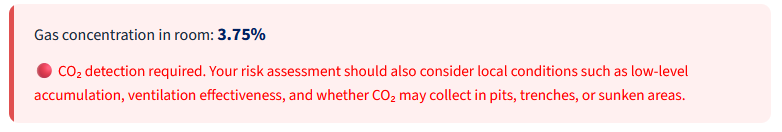 Gas concentration in room: 3.75%
CO₂ detection required. Your risk assessment should also consider local conditions such as low-level
accumulation, ventilation effectiveness, and whether CO₂ may collect in pits, trenches, or sunken areas.